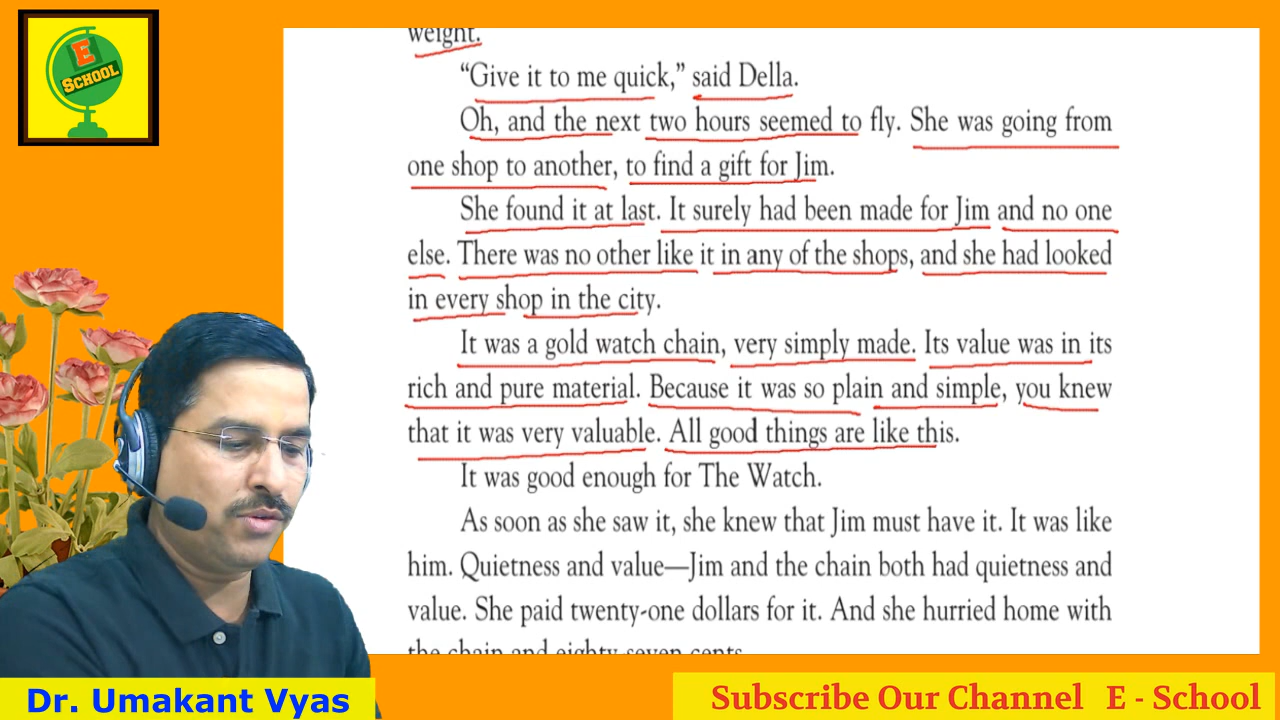 E
SCHOOL
weight.
“Give it to me quick,” said Della.
Oh, and the next two hours seemed to fly. She was going from
one shop to another, to find a gift for Jim.
She found it at last. It surely had been made for Jim and no one
else. There was no other like it in any of the shops, and she had looked
in every shop in the city.
It was a gold watch chain, very simply made. Its value was in its
rich and pure material. Because it was so plain and simple, you knew
that it was very valuable. All good things are like this.
It was good enough for The Watch.
As soon as she saw it, she knew that Jim must have it. It was like
him. Quietness and value—Jim and the chain both had quietness and
value. She paid twenty-one dollars for it. And she hurried home with
the chain and eighty-seven cents.
Dr. Umakant Vyas
Subscribe Our Channel E - School